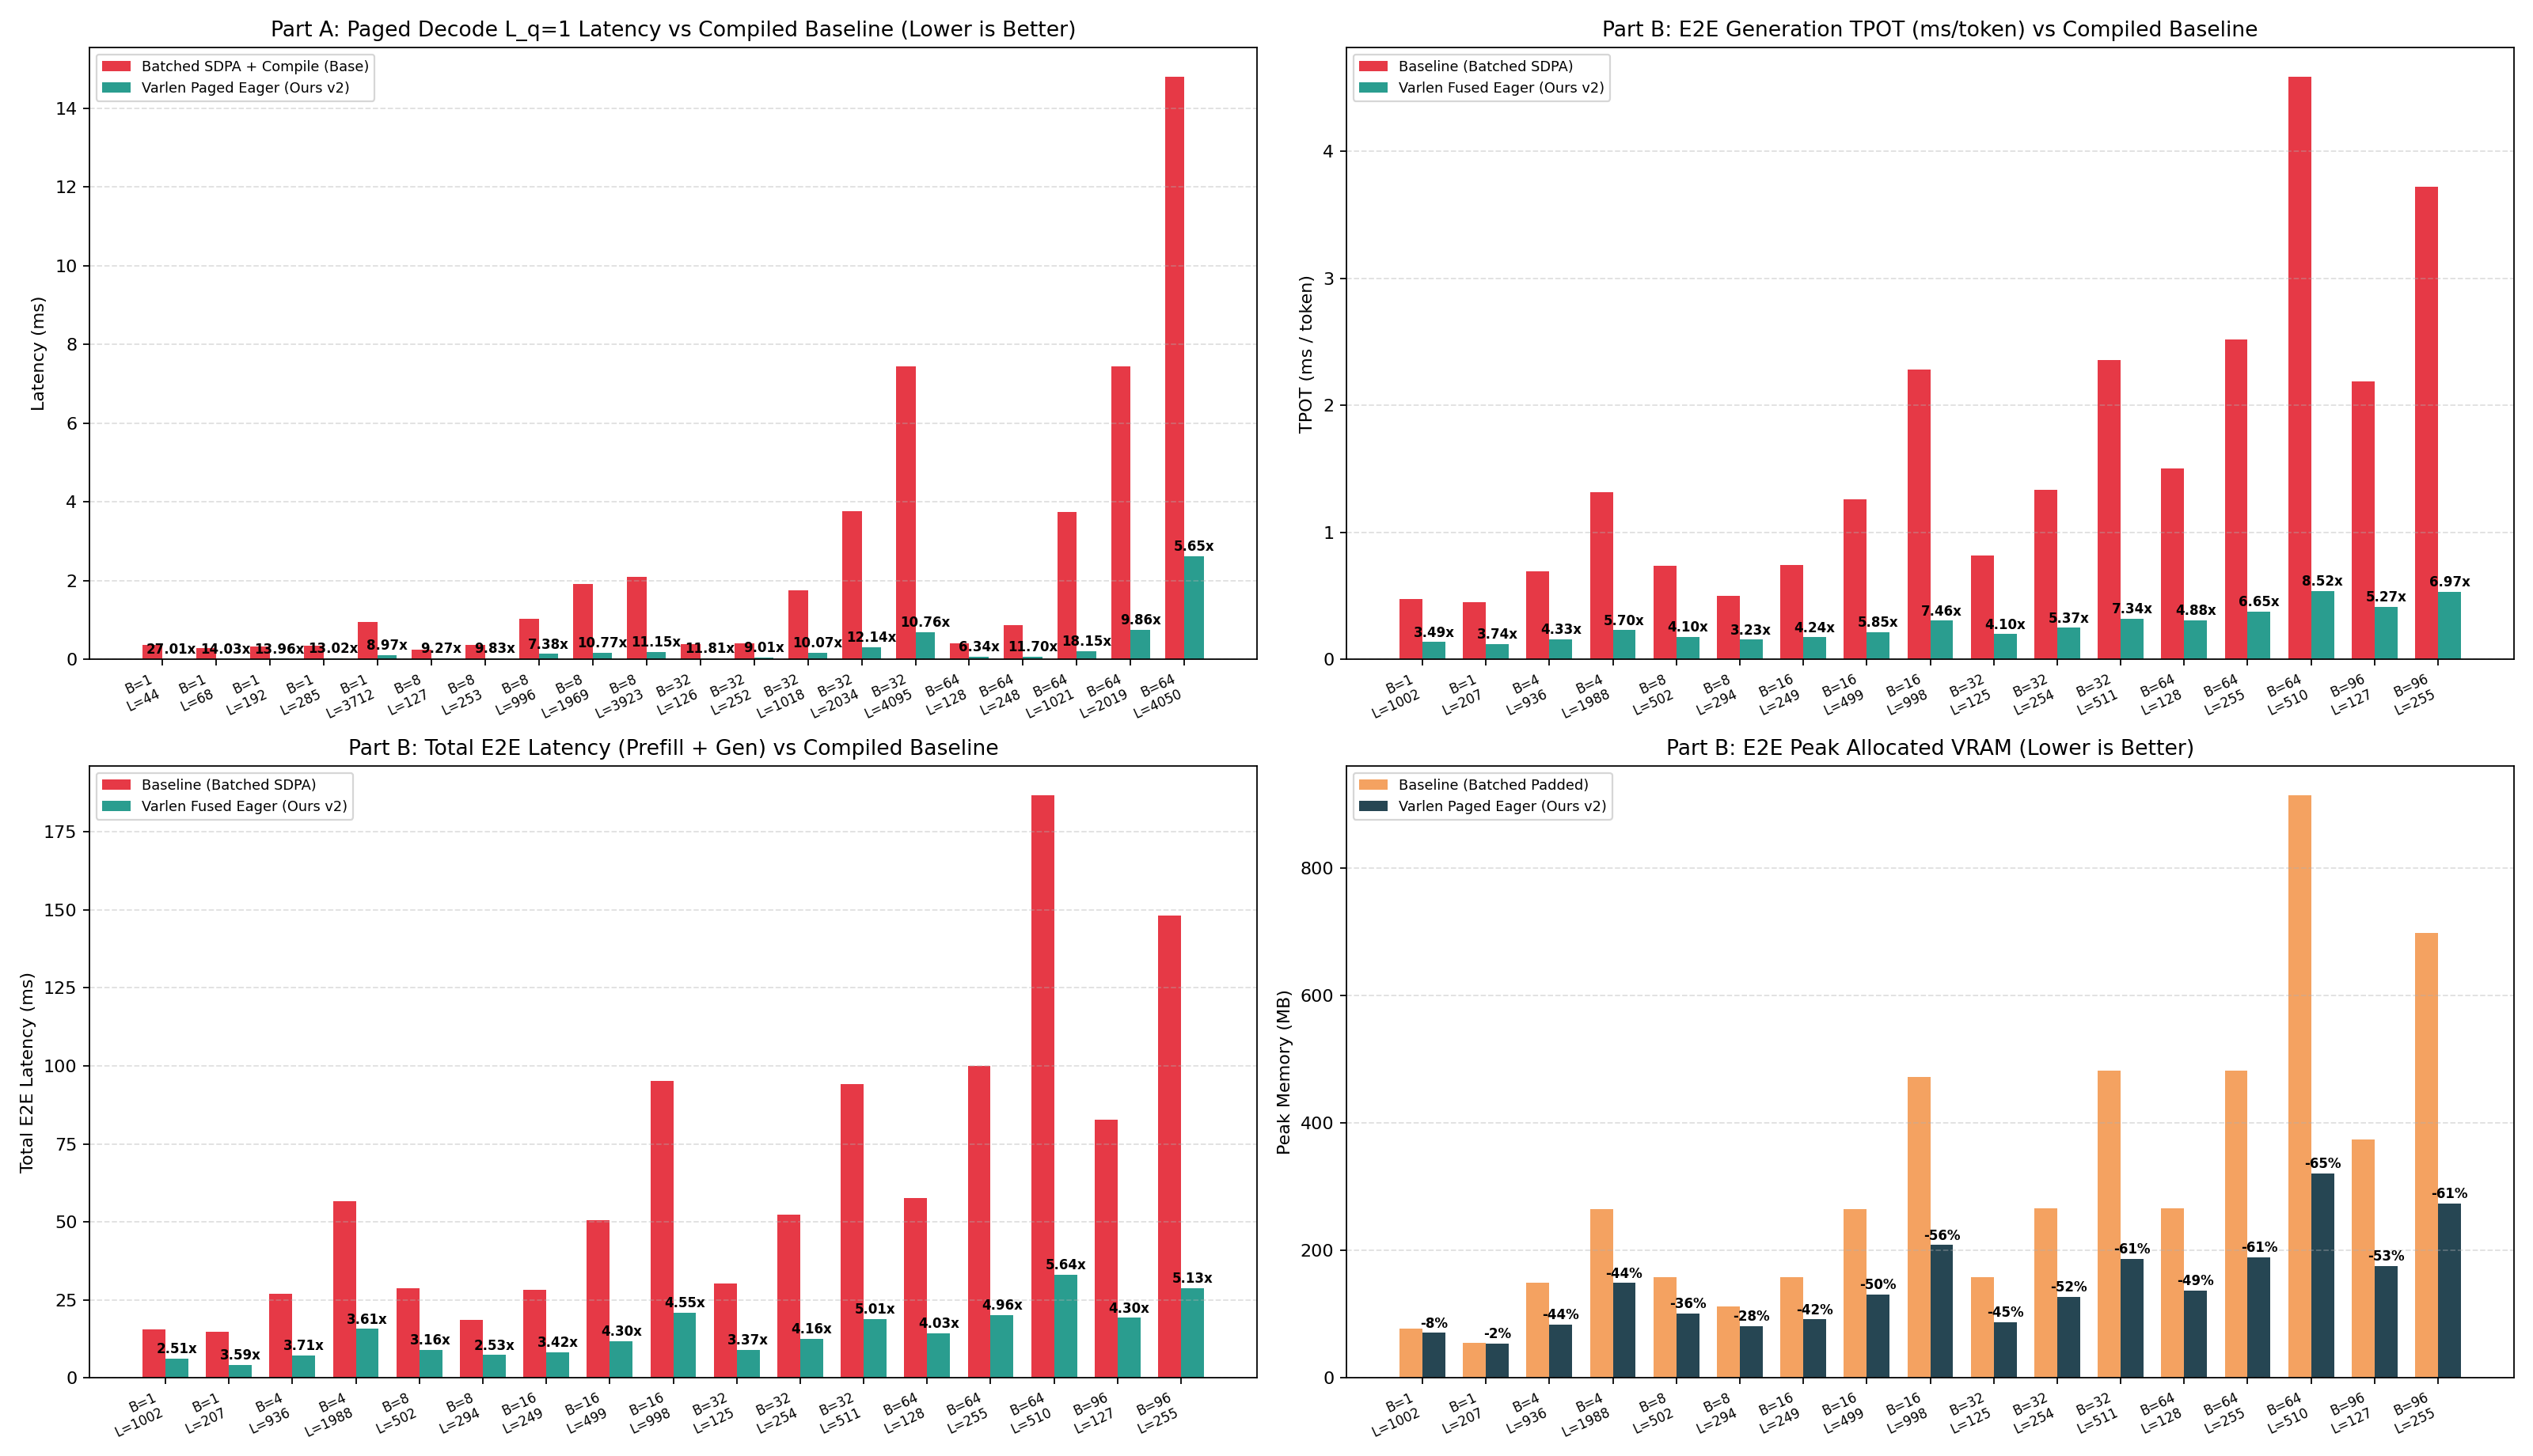 Part A: Paged Decode L_q=1 Latency vs Compiled Baseline (Lower is Better)
Batched SDPA + Compile (Base)
Varlen Paged Eager (Ours v2)
Latency (ms)
14
12
10
8
6
4
2
0
27.01x
14.03x
13.96x
13.02x
8.97x
9.27x
9.83x
7.38x
10.77x
11.15x
11.81x
9.01x
10.07x
12.14x
10.76x
6.34x
11.70x
18.15x
9.86x
5.65x
B=1
L=44
B=1
L=68
B=1
L=192
B=1
L=285
B=1
L=3712
B=8
L=127
B=8
L=253
B=8
L=996
B=8
L=1969
B=8
L=3923
B=32
L=126
B=32
L=252
B=32
L=1018
B=32
L=2034
B=32
L=4095
B=64
L=128
B=64
L=248
B=64
L=1021
B=64
L=2019
B=64
L=4050
Part B: E2E Generation TPOT (ms/token) vs Compiled Baseline
Baseline (Batched SDPA)
Varlen Fused Eager (Ours v2)
TPOT (ms / token)
4
3
2
1
0
3.49x
3.74x
4.33x
5.70x
4.10x
3.23x
4.24x
5.85x
7.46x
4.10x
5.37x
7.34x
4.88x
6.65x
8.52x
5.27x
6.97x
B=1
L=1002
B=1
L=207
B=4
L=936
B=4
L=1988
B=8
L=502
B=8
L=294
B=16
L=249
B=16
L=499
B=16
L=998
B=32
L=125
B=32
L=254
B=32
L=511
B=64
L=128
B=64
L=255
B=64
L=510
B=96
L=127
B=96
L=255
Part B: Total E2E Latency (Prefill + Gen) vs Compiled Baseline
Baseline (Batched SDPA)
Varlen Fused Eager (Ours v2)
Total E2E Latency (ms)
175
150
125
100
75
50
25
0
2.51x
3.59x
3.71x
3.61x
3.16x
2.53x
3.42x
4.30x
4.55x
3.37x
4.16x
5.01x
4.03x
4.96x
5.64x
4.30x
5.13x
B=1
L=1002
B=1
L=207
B=4
L=936
B=4
L=1988
B=8
L=502
B=8
L=294
B=16
L=249
B=16
L=499
B=16
L=998
B=32
L=125
B=32
L=254
B=32
L=511
B=64
L=128
B=64
L=255
B=64
L=510
B=96
L=127
B=96
L=255
Part B: E2E Peak Allocated VRAM (Lower is Better)
Baseline (Batched Padded)
Varlen Paged Eager (Ours v2)
Peak Memory (MB)
800
600
400
200
0
-8%
-2%
-44%
-44%
-36%
-28%
-42%
-50%
-56%
-45%
-52%
-61%
-49%
-61%
-65%
-53%
-61%
B=1
L=1002
B=1
L=207
B=4
L=936
B=4
L=1988
B=8
L=502
B=8
L=294
B=16
L=249
B=16
L=499
B=16
L=998
B=32
L=125
B=32
L=254
B=32
L=511
B=64
L=128
B=64
L=255
B=64
L=510
B=96
L=127
B=96
L=255